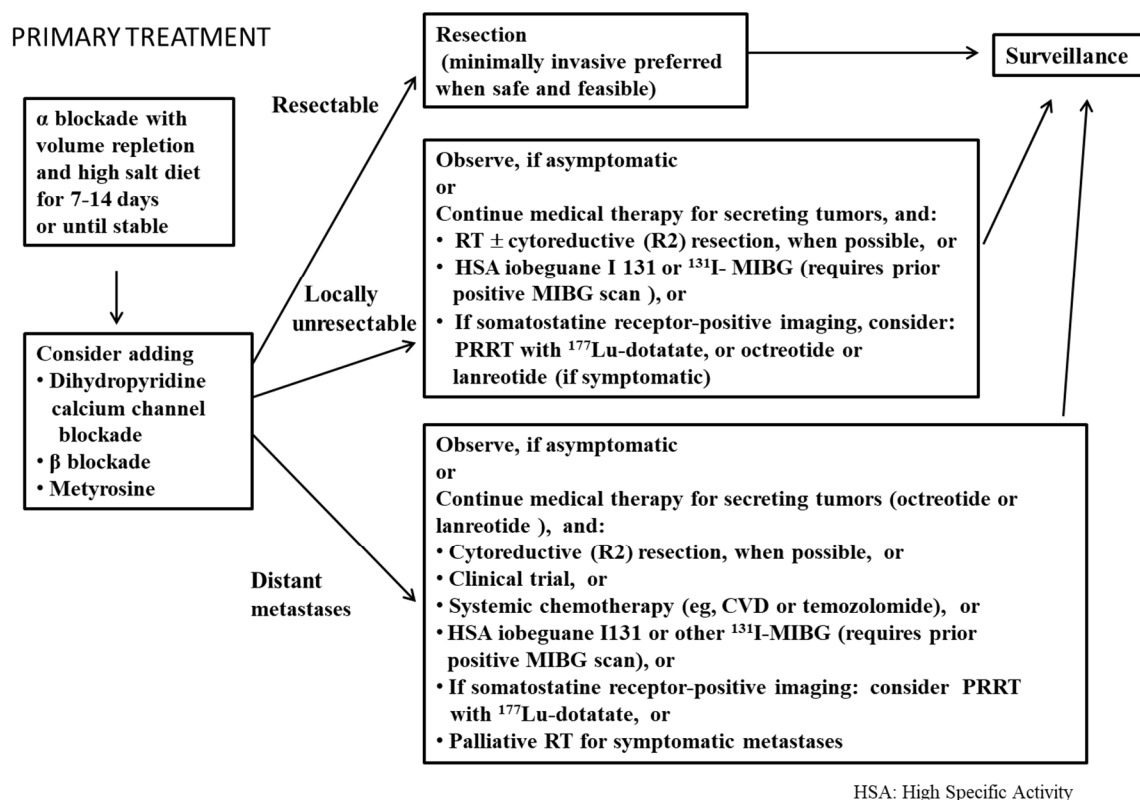 PRIMARY TREATMENT
α blockade with
volume repletion
and high salt diet
for 7-14 days
or until stable
Consider adding
• Dihydropyridine
calcium channel
blockade
• β blockade
• Metyrosine
Resectable
Locally
unresectable
Distant
metastases
Resection
(minimally invasive preferred
when safe and feasible)
Observe, if asymptomatic
or
Continue medical therapy for secreting tumors, and:
• RT ± cytoreductive (R2) resection, when possible, or
• HSA iobeguane I 131 or ¹³¹I- MIBG (requires prior
positive MIBG scan ), or
• If somatostatine receptor-positive imaging, consider:
PRRT with ¹⁷⁷Lu-dotatate, or octreotide or
lanreotide (if symptomatic)
Observe, if asymptomatic
or
Continue medical therapy for secreting tumors (octreotide or
lanreotide ), and:
• Cytoreductive (R2) resection, when possible, or
• Clinical trial, or
• Systemic chemotherapy (eg, CVD or temozolomide), or
• HSA iobeguane I131 or other ¹³¹I-MIBG (requires prior
positive MIBG scan), or
• If somatostatine receptor-positive imaging: consider PRRT
with ¹⁷⁷Lu-dotatate, or
• Palliative RT for symptomatic metastases
Surveillance
HSA: High Specific Activity